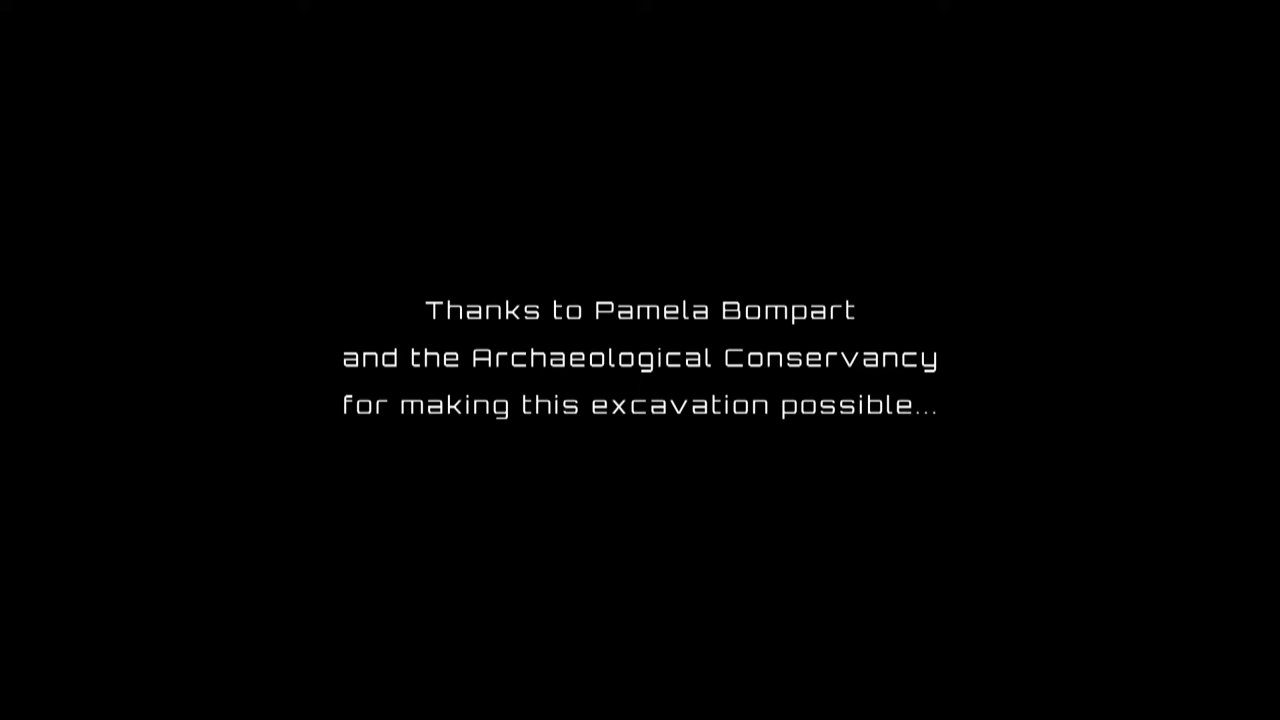 Thanks to Pamela Bompart
and the Archaeological Conservancy
for making this excavation possible...